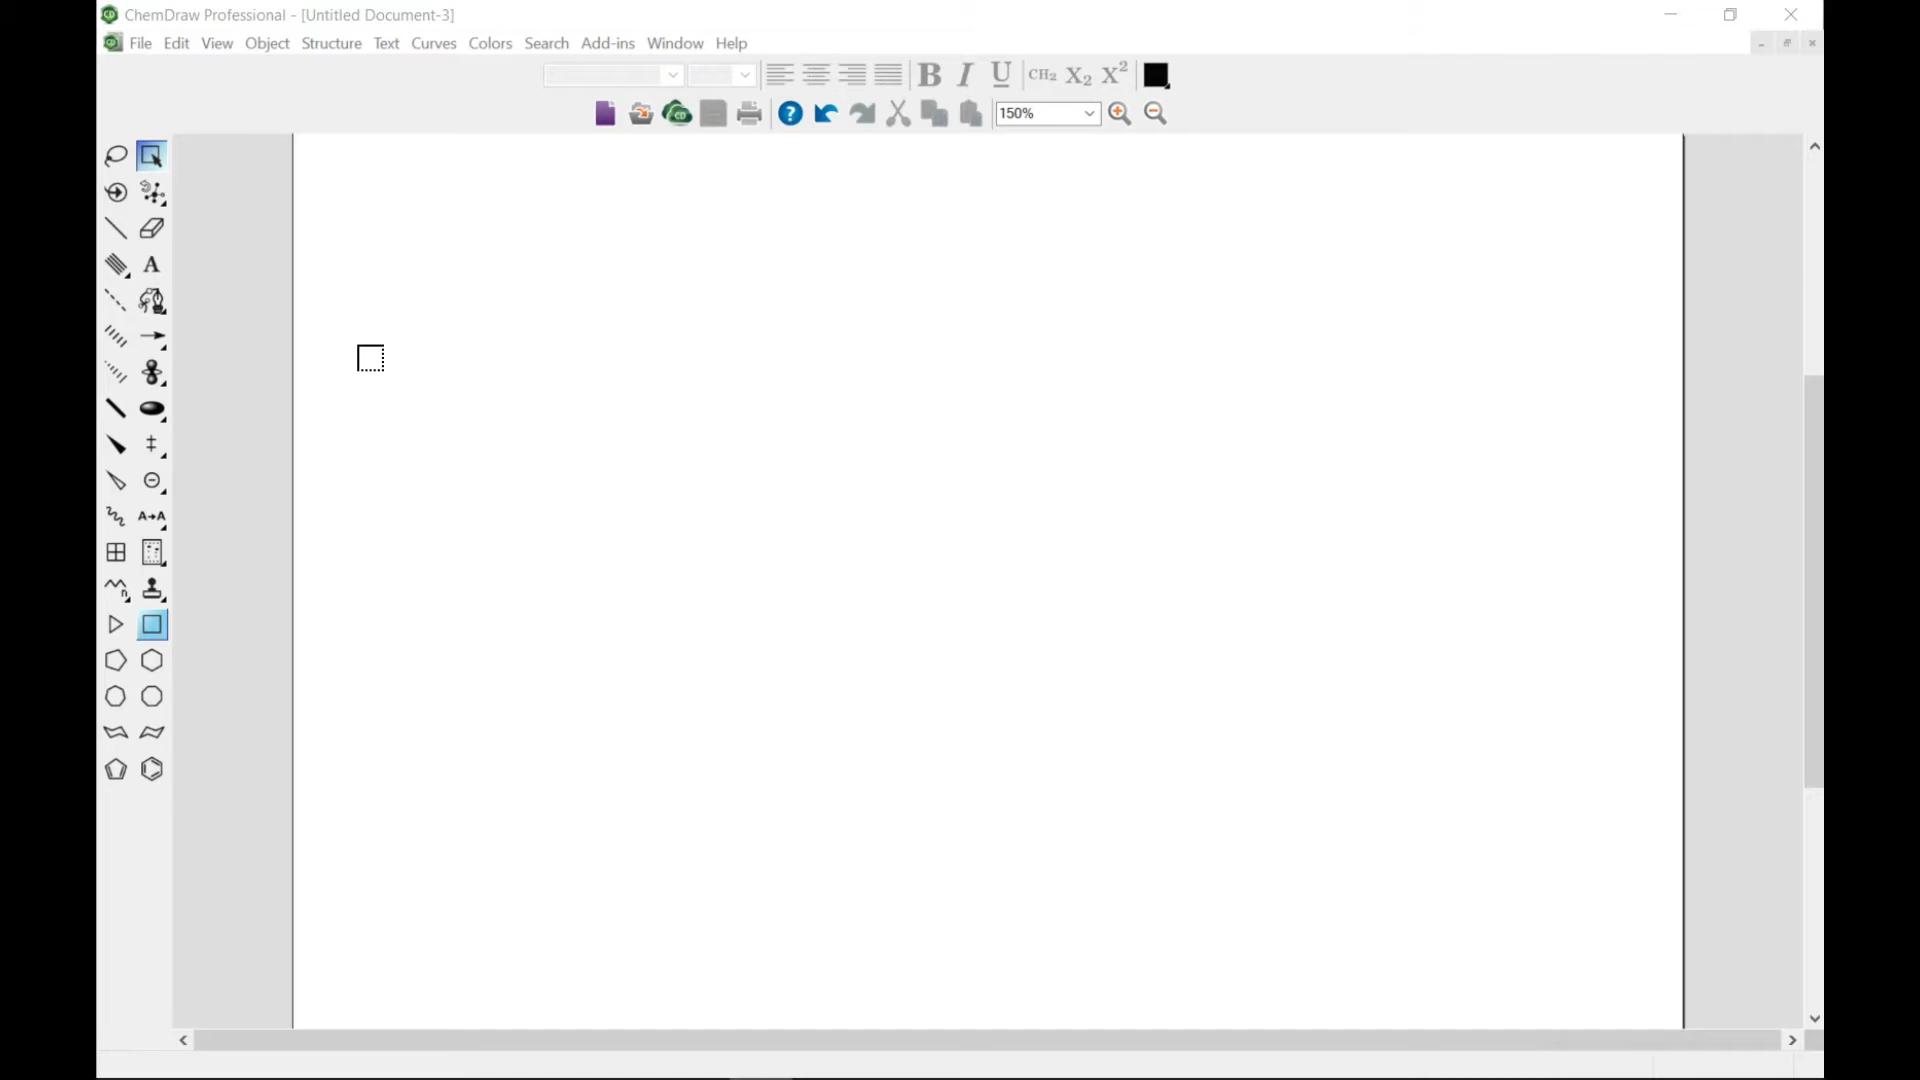 ChemDraw Professional - [Untitled Document-3]
File Edit View Object Structure Text Curves Colors Search Add-ins Window Help
B I U CH2 X2 X2
CD ? 150%
A
A→A
n